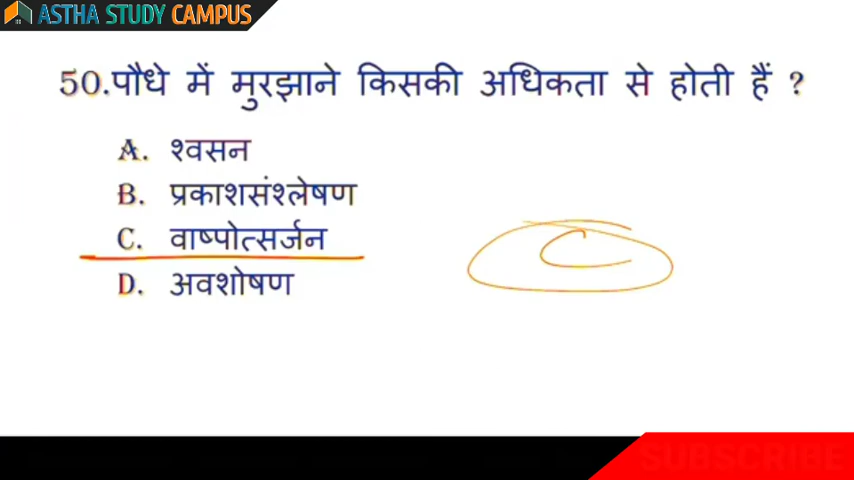 ASTHA STUDY CAMPUS
50.पौधे में मुरझाने किसकी अधिकता से होती हैं ?
A. श्वसन
B. प्रकाशसंश्लेषण
C. वाष्पोत्सर्जन
C
D. अवशोषण
SUBSCRIBE